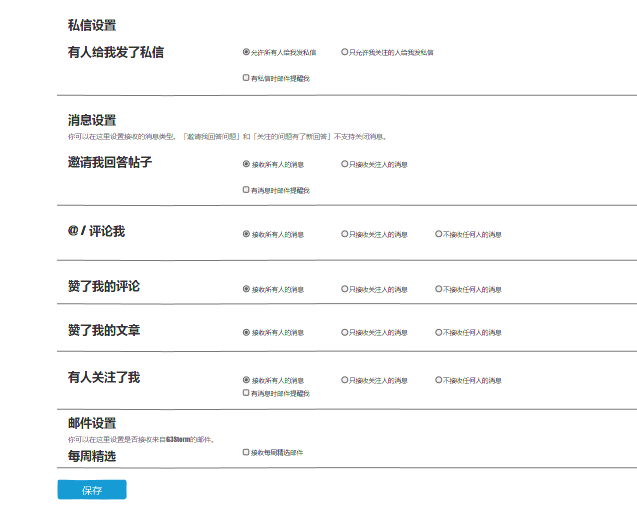 私信设置
有人给我发了私信
允许所有人给我发私信 只允许我关注的人给我发私信
有私信时邮件提醒我
消息设置
你可以在这里设置接收的消息类型。「邀请我回答问题」和「关注的问题有了新回答」不支持关闭消息。
邀请我回答帖子
接收所有人的消息 只接收关注人的消息
有消息时邮件提醒我
@ / 评论我
接收所有人的消息 只接收关注人的消息 不接收任何人的消息
赞了我的评论
接收所有人的消息 只接收关注人的消息 不接收任何人的消息
赞了我的文章
接收所有人的消息 只接收关注人的消息 不接收任何人的消息
有人关注了我
接收所有人的消息 只接收关注人的消息 不接收任何人的消息
有消息时邮件提醒我
邮件设置
你可以在这里设置是否接收来自的邮件。
每周精选
接收每周精选邮件
保存